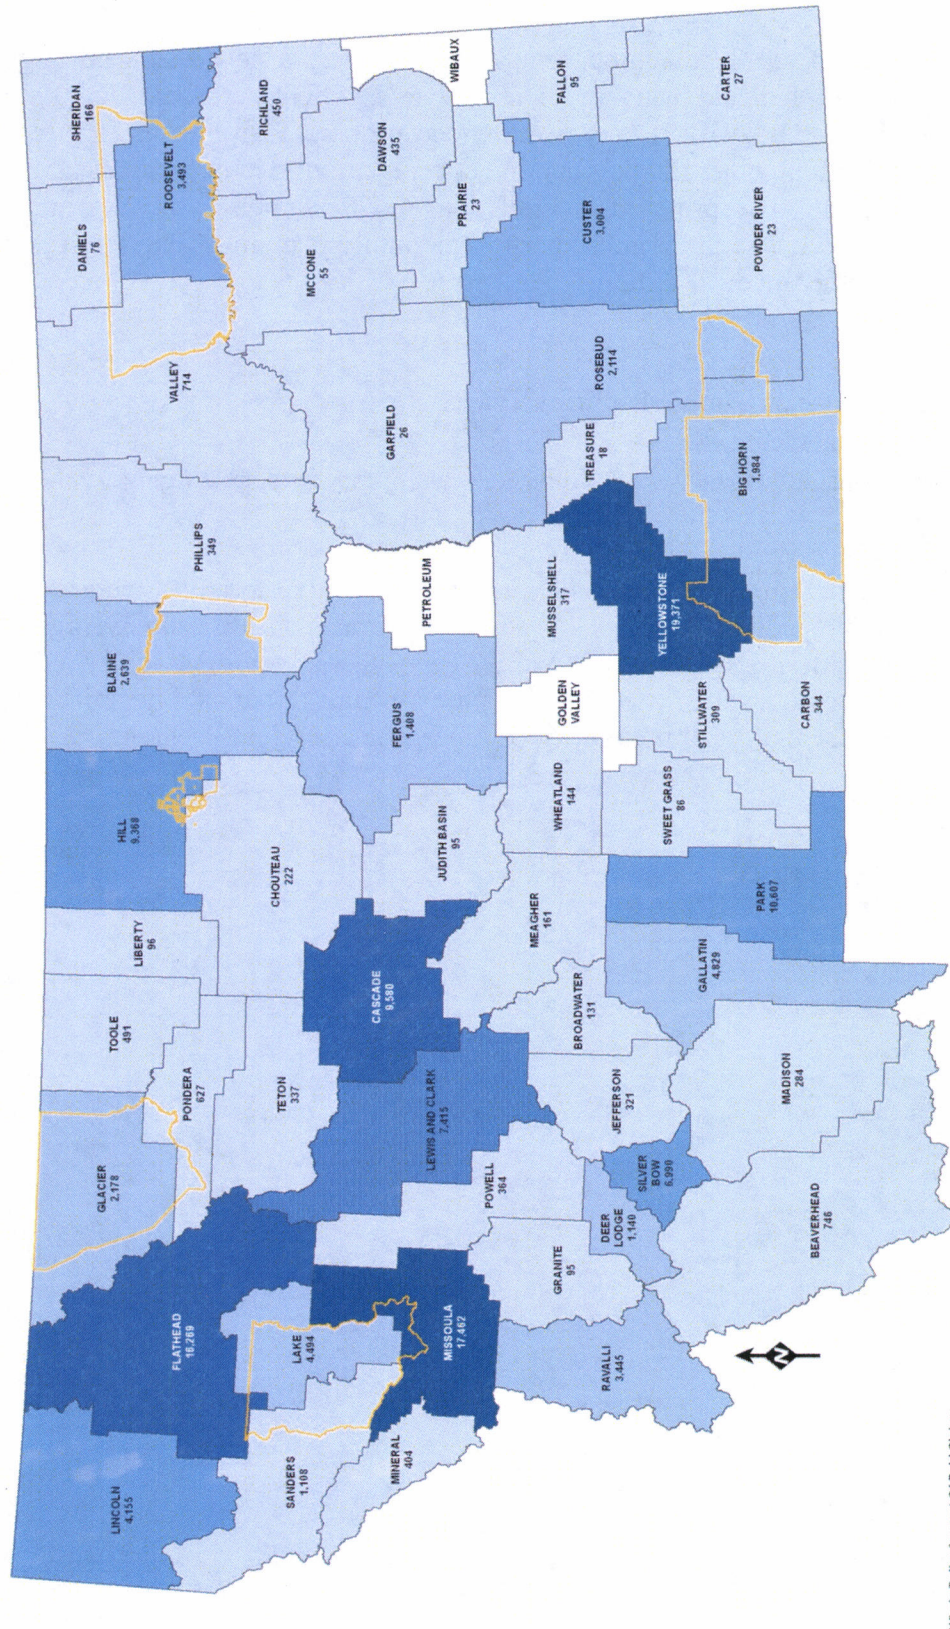 LINCOLN
4,155
FLATHEAD
16,269
GLACIER
2,178
TOOLE
491
LIBERTY
96
HILL
9,368
BLAINE
2,639
PHILLIPS
349
VALLEY
714
DANIELS
76
SHERIDAN
166
ROOSEVELT
3,493
SANDERS
1,108
LAKE
4,494
PONDERA
627
TETON
337
CHOUTEAU
222
RICHLAND
450
MCCONE
55
DAWSON
435
GARFIELD
26
WIBAUX
PRAIRIE
23
MINERAL
404
MISSOULA
17,462
LEWIS AND CLARK
7,415
CASCADE
9,580
JUDITH BASIN
95
FERGUS
1,408
PETROLEUM
POWELL
364
GRANITE
95
RAVALLI
3,445
DEER
LODGE
1,140
SILVER
BOW
6,990
JEFFERSON
321
BROADWATER
131
MEAGHER
161
WHEATLAND
144
GOLDEN
VALLEY
MUSSELSHELL
317
TREASURE
18
ROSEBUD
2,114
CUSTER
3,004
FALLON
95
BEAVERHEAD
746
MADISON
284
GALLATIN
4,829
PARK
10,607
SWEET GRASS
86
STILLWATER
309
CARBON
344
YELLOWSTONE
19,371
BIG HORN
1,984
POWDER RIVER
23
CARTER
27
N